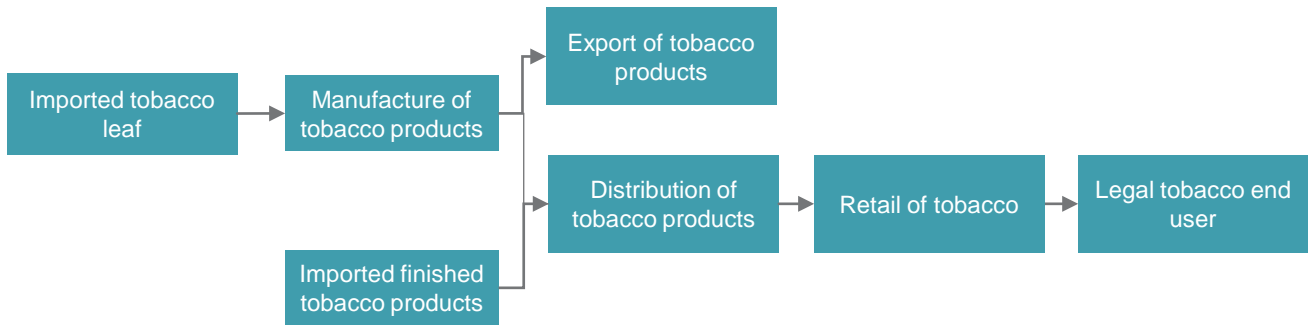 Export of tobacco
products
Imported tobacco
leaf
Manufacture of
tobacco products
Distribution of
tobacco products
Retail of tobacco
Legal tobacco end
user
Imported finished
tobacco products